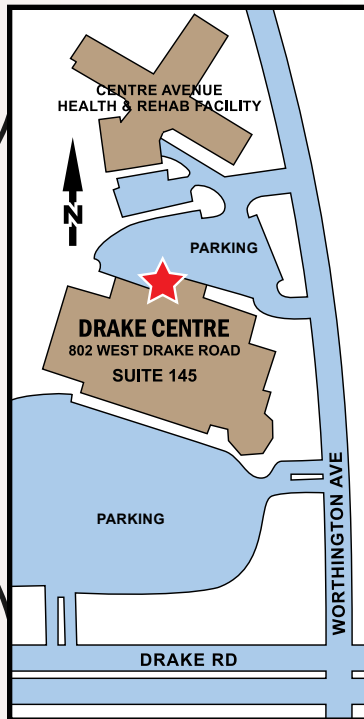 CENTRE AVENUE
HEALTH & REHAB FACILITY
N
PARKING
DRAKE CENTRE
802 WEST DRAKE ROAD
SUITE 145
PARKING
WORTHINGTON AVE
DRAKE RD